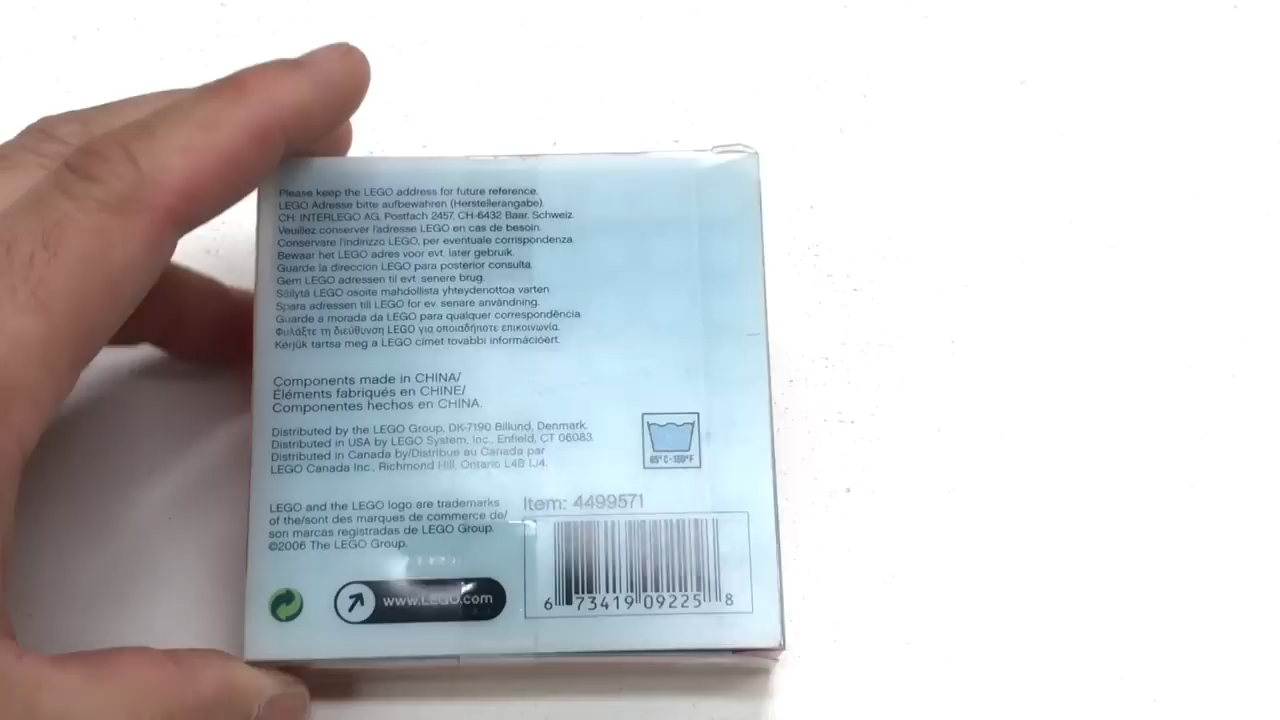 Please keep the LEGO address for future reference.
LEGO Adresse bitte aufbewahren (Herstellerangabe).
CH: INTERLEGO AG, Postfach 2457, CH-6432 Baar, Schweiz.
Veuillez conserver l'adresse LEGO en cas de besoin.
Conservare l'indirizzo LEGO, per eventuale corrispondenza.
Bewaar het LEGO adres voor evt. later gebruik.
Guarde la direccion LEGO para posterior consulta.
Gem LEGO adressen til evt. senere brug.
Säilytä LEGO osoite mahdollista yhteydenottoa varten.
Spara adressen till LEGO for ev. senare användning.
Guarde a morada da LEGO para qualquer correspondência.
Φυλάξτε τη διεύθυνση LEGO για οποιαδήποτε επικοινωνία.
Kérjük tartsa meg a LEGO címet további információért.
Components made in CHINA/
Éléments fabriqués en CHINE/
Componentes hechos en CHINA.
Distributed by the LEGO Group, DK-7190 Billund, Denmark.
Distributed in USA by LEGO System, Inc., Enfield, CT 06083.
Distributed in Canada by/Distribue au Canada par
LEGO Canada Inc., Richmond Hill, Ontario L4B 1J4.
65°C-150°F
LEGO and the LEGO logo are trademarks
of the/sont des marques de commerce de/
son marcas registradas de LEGO Group.
©2006 The LEGO Group.
Item: 4499571
www.LEGO.com
6 73419 09225 8